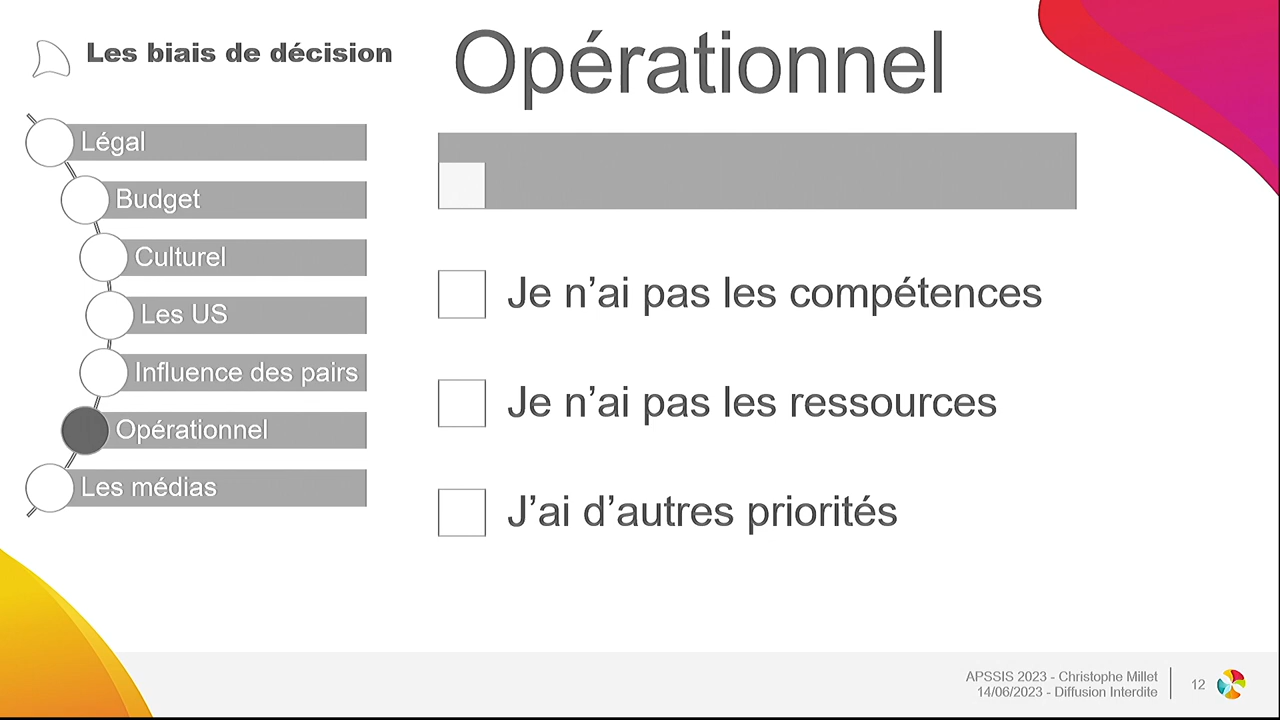 Les biais de décision
Opérationnel
Légal
Budget
Culturel
Les US
Influence des pairs
Opérationnel
Les médias
Je n’ai pas les compétences
Je n’ai pas les ressources
J’ai d’autres priorités
APSSIS 2023 - Christophe Millet
14/06/2023 - Diffusion Interdite
12